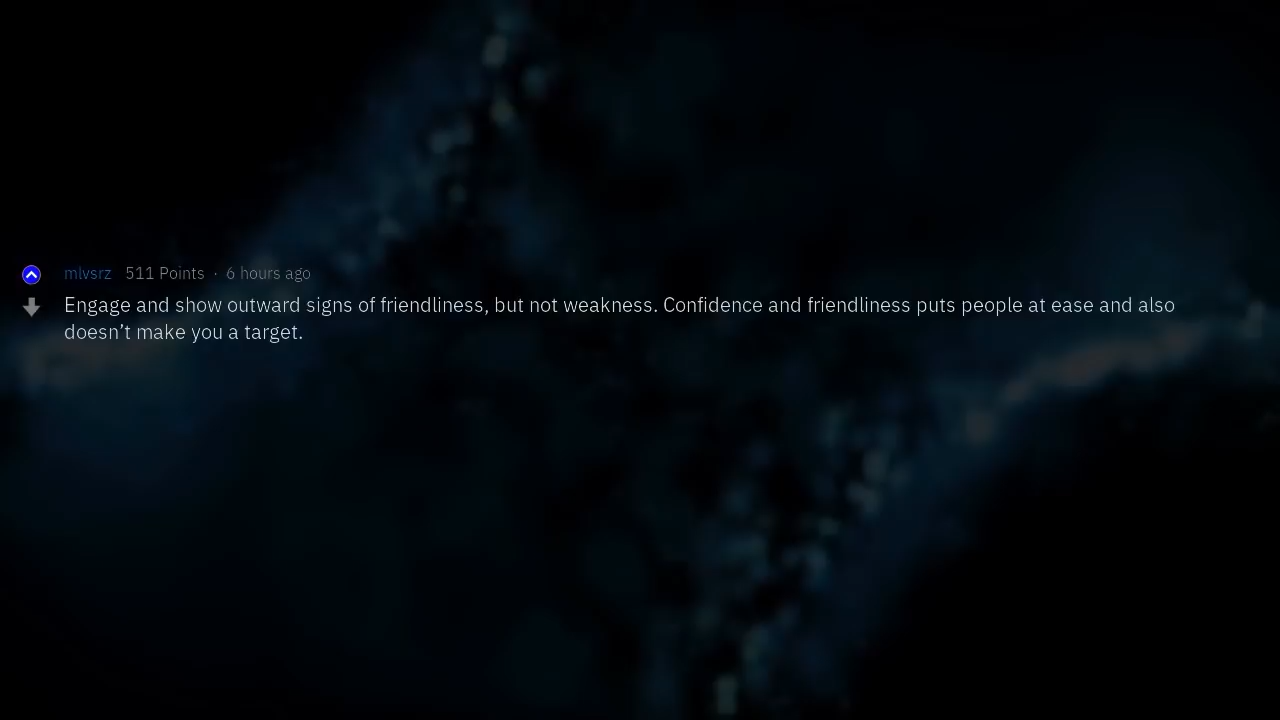 mlvsrz 511 Points · 6 hours ago
Engage and show outward signs of friendliness, but not weakness. Confidence and friendliness puts people at ease and also
doesn’t make you a target.